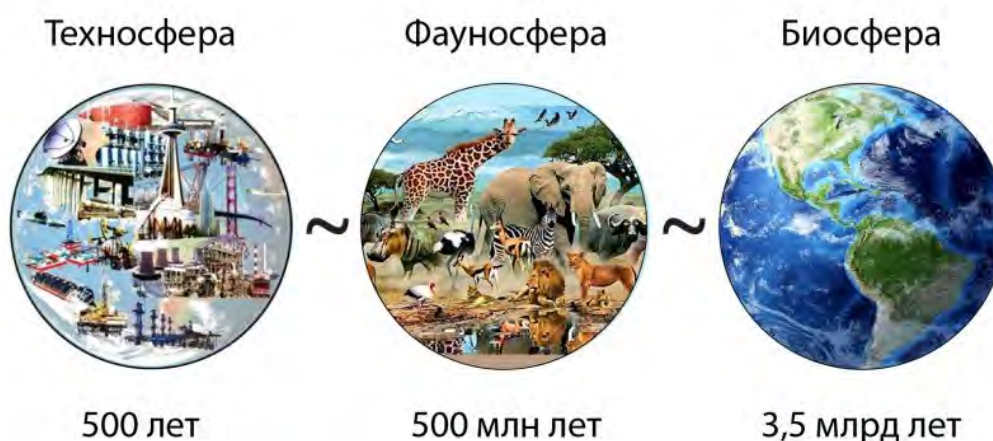 Техносфера
Фауносфера
Биосфера
~
~
500 лет
500 млн лет
3,5 млрд лет